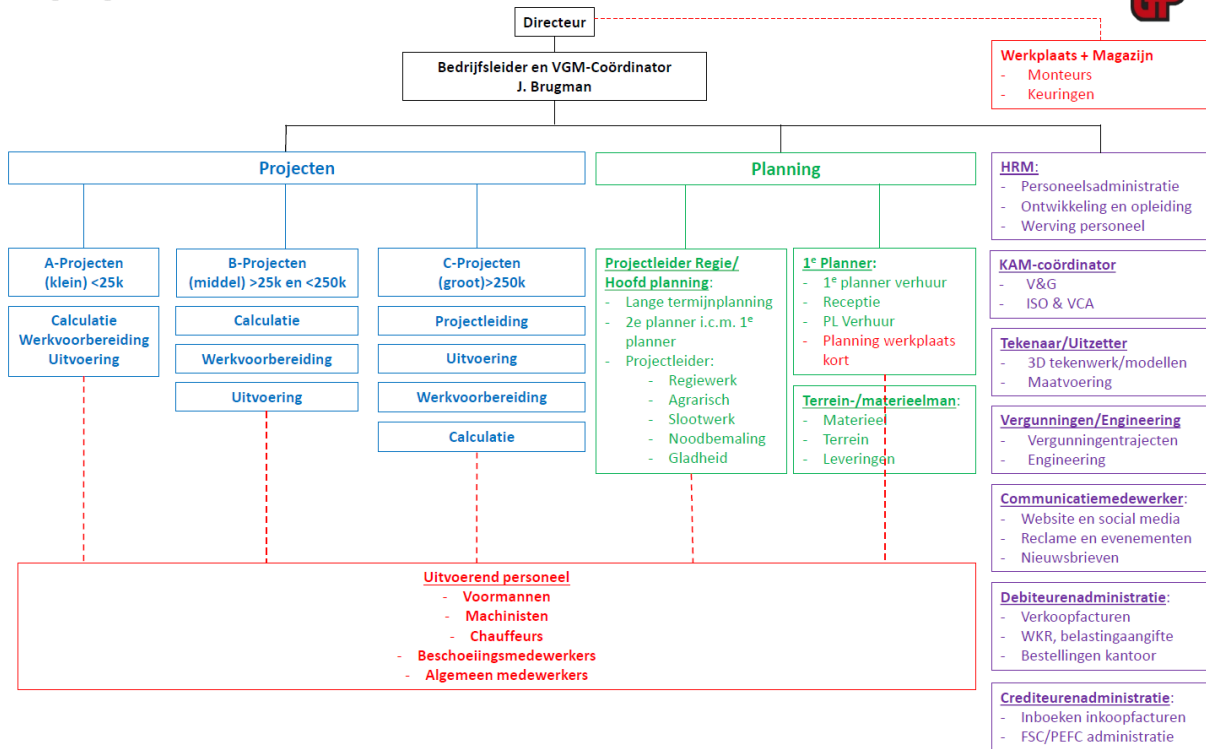 GP
Directeur
Bedrijfsleider en VGM-Coördinator
J. Brugman
Werkplaats + Magazijn
- Monteurs
- Keuringen
Projecten
Planning
A-Projecten
(klein) <25k
Calculatie
Werkvoorbereiding
Uitvoering
B-Projecten
(middel) >25k en <250k
Calculatie
Werkvoorbereiding
Uitvoering
C-Projecten
(groot)>250k
Projectleiding
Uitvoering
Werkvoorbereiding
Calculatie
Projectleider Regie/
Hoofd planning:
- Lange termijnplanning
- 2e planner i.c.m. 1e
planner
- Projectleider:
- Regiewerk
- Agrarisch
- Slootwerk
- Noodbemaling
- Gladheid
1e Planner:
- 1e planner verhuur
- Receptie
- PL Verhuur
- Planning werkplaats
kort
Terrein-/materieelman:
- Materieel
- Terrein
- Leveringen
HRM:
- Personeelsadministratie
- Ontwikkeling en opleiding
- Werving personeel
KAM-coördinator
- V&G
- ISO & VCA
Tekenaar/Uitzetter
- 3D tekenwerk/modellen
- Maatvoering
Vergunningen/Engineering
- Vergunningentrajecten
- Engineering
Communicatiemedewerker:
- Website en social media
- Reclame en evenementen
- Nieuwsbrieven
Debiteurenadministratie:
- Verkoopfacturen
- WKR, belastingaangifte
- Bestellingen kantoor
Crediteurenadministratie:
- Inboeken inkoopfacturen
- FSC/PEFC administratie
Uitvoerend personeel
- Voormannen
- Machinisten
- Chauffeurs
- Beschoeiingsmedewerkers
- Algemeen medewerkers